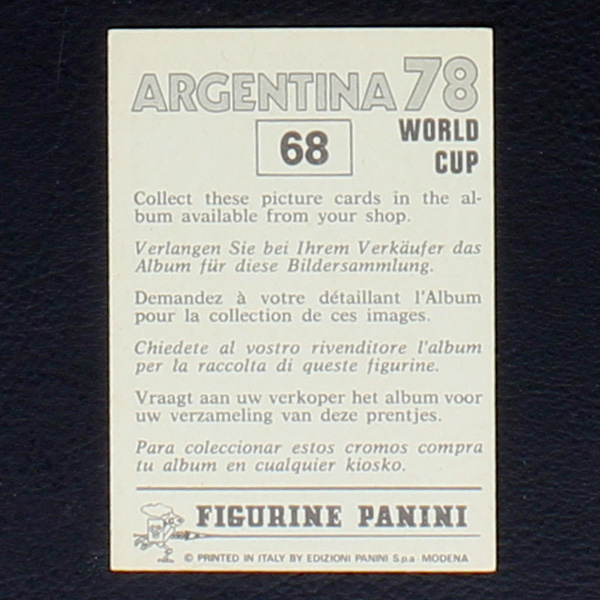 ARGENTINA 78
68
WORLD
CUP
Collect these picture cards in the al-
bum available from your shop.
Verlangen Sie bei Ihrem Verkäufer das
Album für diese Bildersammlung.
Demandez à votre détaillant l'Album
pour la collection de ces images.
Chiedete al vostro rivenditore l'album
per la raccolta di queste figurine.
Vraagt aan uw verkoper het album voor
uw verzameling van deze prentjes.
Para coleccionar estos cromos compra
tu album en cualquier kiosko.
FIGURINE PANINI
© PRINTED IN ITALY BY EDIZIONI PANINI S.p.a - MODENA